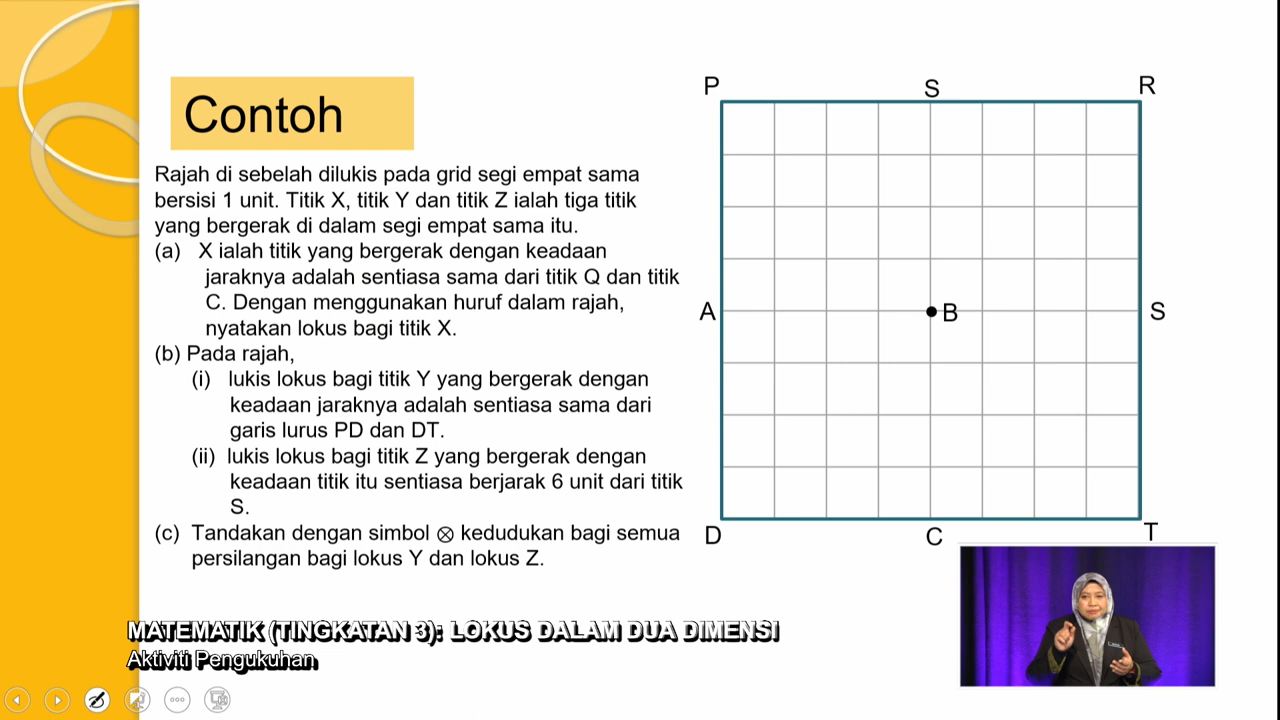 Contoh
Rajah di sebelah dilukis pada grid segi empat sama
bersisi 1 unit. Titik X, titik Y dan titik Z ialah tiga titik
yang bergerak di dalam segi empat sama itu.
(a) X ialah titik yang bergerak dengan keadaan
jaraknya adalah sentiasa sama dari titik Q dan titik
C. Dengan menggunakan huruf dalam rajah,
nyatakan lokus bagi titik X.
(b) Pada rajah,
(i) lukis lokus bagi titik Y yang bergerak dengan
keadaan jaraknya adalah sentiasa sama dari
garis lurus PD dan DT.
(ii) lukis lokus bagi titik Z yang bergerak dengan
keadaan titik itu sentiasa berjarak 6 unit dari titik
S.
(c) Tandakan dengan simbol ⊗ kedudukan bagi semua
persilangan bagi lokus Y dan lokus Z.
P S R
A B S
D C T
MATEMATIK (TINGKATAN 3): LOKUS DALAM DUA DIMENSI
Aktiviti Pengukuhan